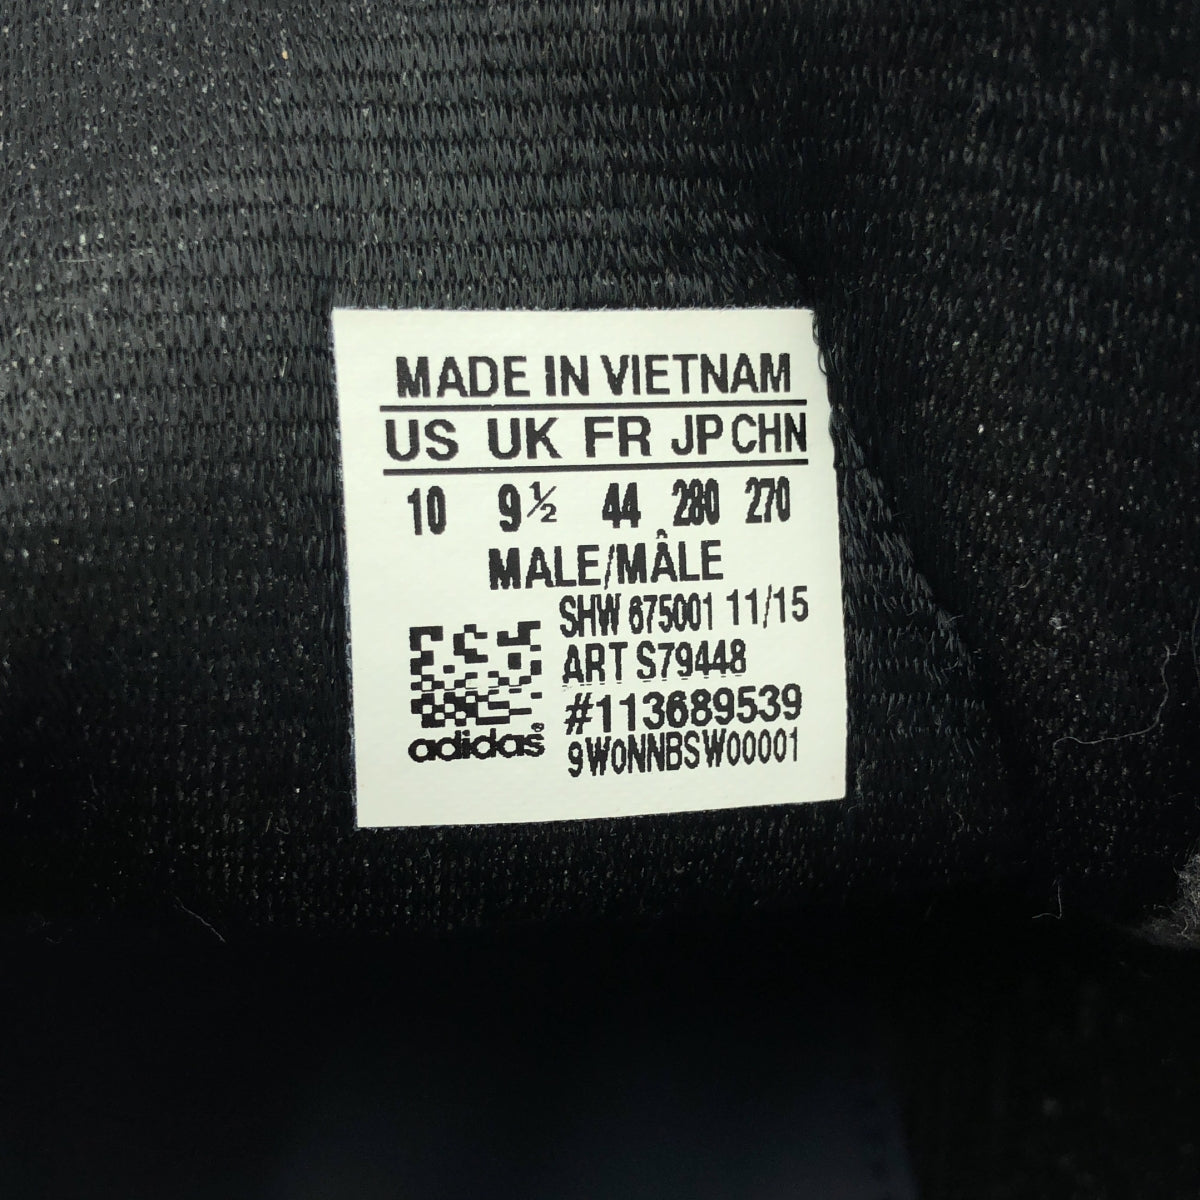 MADE IN VIETNAM
US UK FR JP CHN
10 9½ 44 280 270
MALE/MÂLE
SHW 675001 11/15
ART S79448
#113689539
adidas®
9W0NNBSW00001